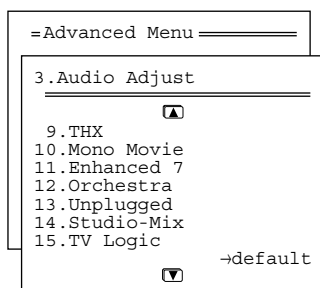 =Advanced Menu
3.Audio Adjust
9.THX
10.Mono Movie
11.Enhanced 7
12.Orchestra
13.Unplugged
14.Studio-Mix
15.TV Logic
→default